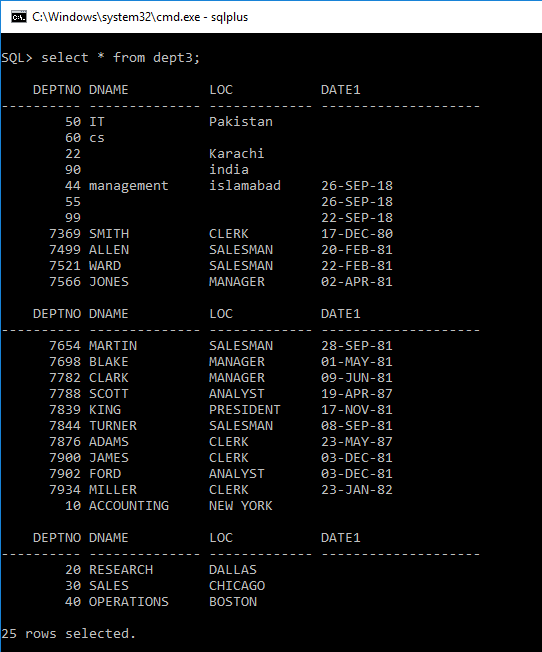 C:\Windows\system32\cmd.exe - sqlplus
SQL> select * from dept3;
    DEPTNO DNAME          LOC           DATE1
---------- -------------- ------------- --------------------
        50 IT             Pakistan
        60 cs
        22                Karachi
        90                india
        44 management     islamabad     26-SEP-18
        55                              26-SEP-18
        99                              22-SEP-18
      7369 SMITH          CLERK         17-DEC-80
      7499 ALLEN          SALESMAN      20-FEB-81
      7521 WARD           SALESMAN      22-FEB-81
      7566 JONES          MANAGER       02-APR-81
    DEPTNO DNAME          LOC           DATE1
---------- -------------- ------------- --------------------
      7654 MARTIN         SALESMAN      28-SEP-81
      7698 BLAKE          MANAGER       01-MAY-81
      7782 CLARK          MANAGER       09-JUN-81
      7788 SCOTT          ANALYST       19-APR-87
      7839 KING           PRESIDENT     17-NOV-81
      7844 TURNER         SALESMAN      08-SEP-81
      7876 ADAMS          CLERK         23-MAY-87
      7900 JAMES          CLERK         03-DEC-81
      7902 FORD           ANALYST       03-DEC-81
      7934 MILLER         CLERK         23-JAN-82
        10 ACCOUNTING     NEW YORK
    DEPTNO DNAME          LOC           DATE1
---------- -------------- ------------- --------------------
        20 RESEARCH       DALLAS
        30 SALES          CHICAGO
        40 OPERATIONS     BOSTON
25 rows selected.